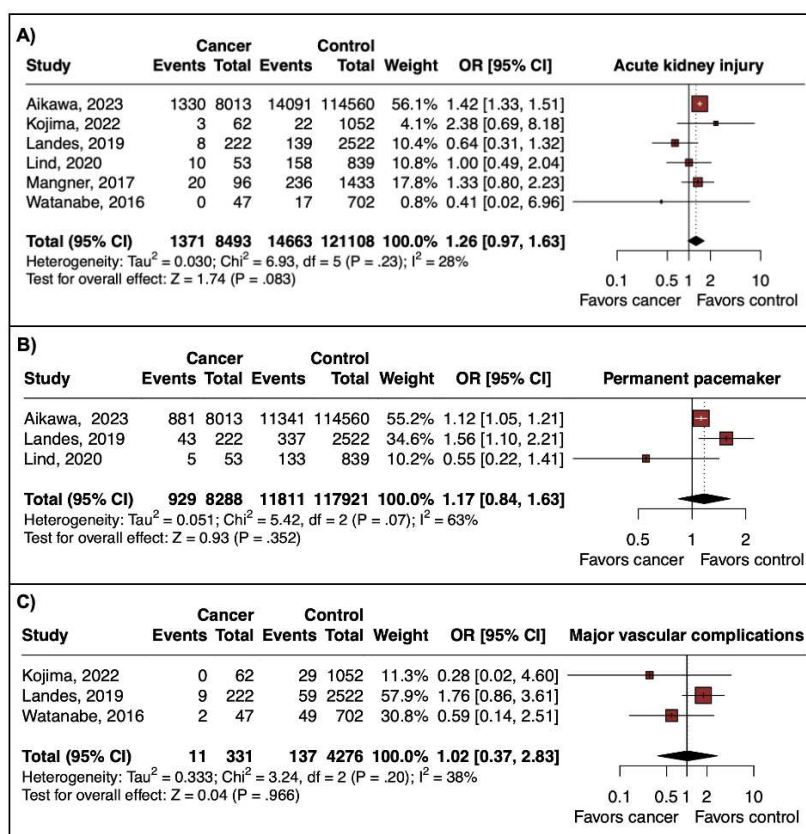 A)
Cancer Control
Study Events Total Events Total Weight OR [95% CI] Acute kidney injury
Aikawa, 2023 1330 8013 14091 114560 56.1% 1.42 [1.33, 1.51]
Kojima, 2022 3 62 22 1052 4.1% 2.38 [0.69, 8.18]
Landes, 2019 8 222 139 2522 10.4% 0.64 [0.31, 1.32]
Lind, 2020 10 53 158 839 10.8% 1.00 [0.49, 2.04]
Mangner, 2017 20 96 236 1433 17.8% 1.33 [0.80, 2.23]
Watanabe, 2016 0 47 17 702 0.8% 0.41 [0.02, 6.96]
Total (95% CI) 1371 8493 14663 121108 100.0% 1.26 [0.97, 1.63]
Heterogeneity: Tau² = 0.030; Chi² = 6.93, df = 5 (P = .23); I² = 28%
Test for overall effect: Z = 1.74 (P = .083)
0.1 0.5 1 2 10
Favors cancer Favors control
B)
Cancer Control
Study Events Total Events Total Weight OR [95% CI] Permanent pacemaker
Aikawa, 2023 881 8013 11341 114560 55.2% 1.12 [1.05, 1.21]
Landes, 2019 43 222 337 2522 34.6% 1.56 [1.10, 2.21]
Lind, 2020 5 53 133 839 10.2% 0.55 [0.22, 1.41]
Total (95% CI) 929 8288 11811 117921 100.0% 1.17 [0.84, 1.63]
Heterogeneity: Tau² = 0.051; Chi² = 5.42, df = 2 (P = .07); I² = 63%
Test for overall effect: Z = 0.93 (P = .352)
0.5 1 2
Favors cancer Favors control
C)
Cancer Control
Study Events Total Events Total Weight OR [95% CI] Major vascular complications
Kojima, 2022 0 62 29 1052 11.3% 0.28 [0.02, 4.60]
Landes, 2019 9 222 59 2522 57.9% 1.76 [0.86, 3.61]
Watanabe, 2016 2 47 49 702 30.8% 0.59 [0.14, 2.51]
Total (95% CI) 11 331 137 4276 100.0% 1.02 [0.37, 2.83]
Heterogeneity: Tau² = 0.333; Chi² = 3.24, df = 2 (P = .20); I² = 38%
Test for overall effect: Z = 0.04 (P = .966)
0.1 0.5 1 2 10
Favors cancer Favors control